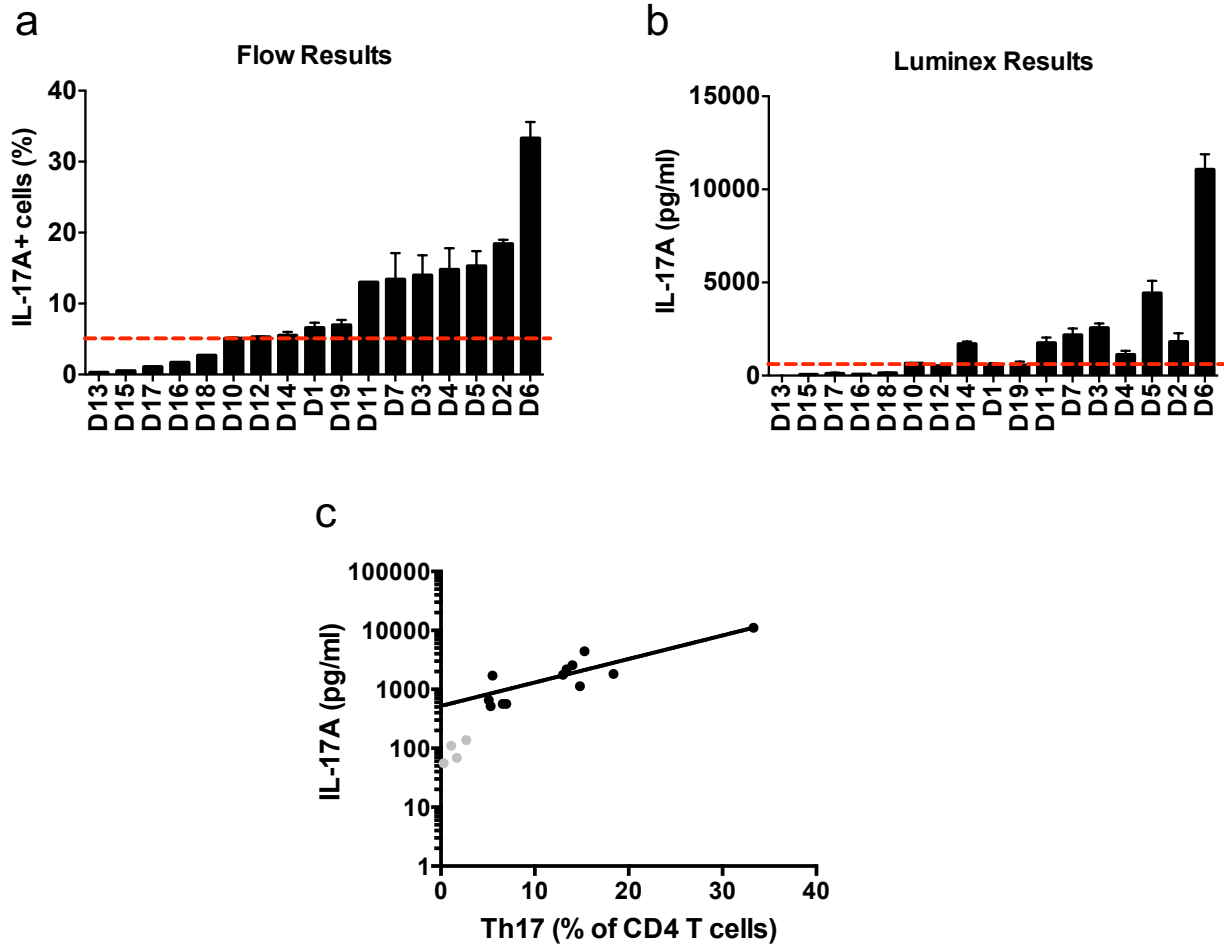 a
Flow Results
IL-17A+ cells (%)
40
30
20
10
0
D13 D15 D17 D16 D18 D10 D12 D14 D1 D19 D11 D7 D3 D4 D5 D2 D6
b
Luminex Results
IL-17A (pg/ml)
15000
10000
5000
0
D13 D15 D17 D16 D18 D10 D12 D14 D1 D19 D11 D7 D3 D4 D5 D2 D6
c
IL-17A (pg/ml)
100000
10000
1000
100
10
1
0 10 20 30 40
Th17 (% of CD4 T cells)